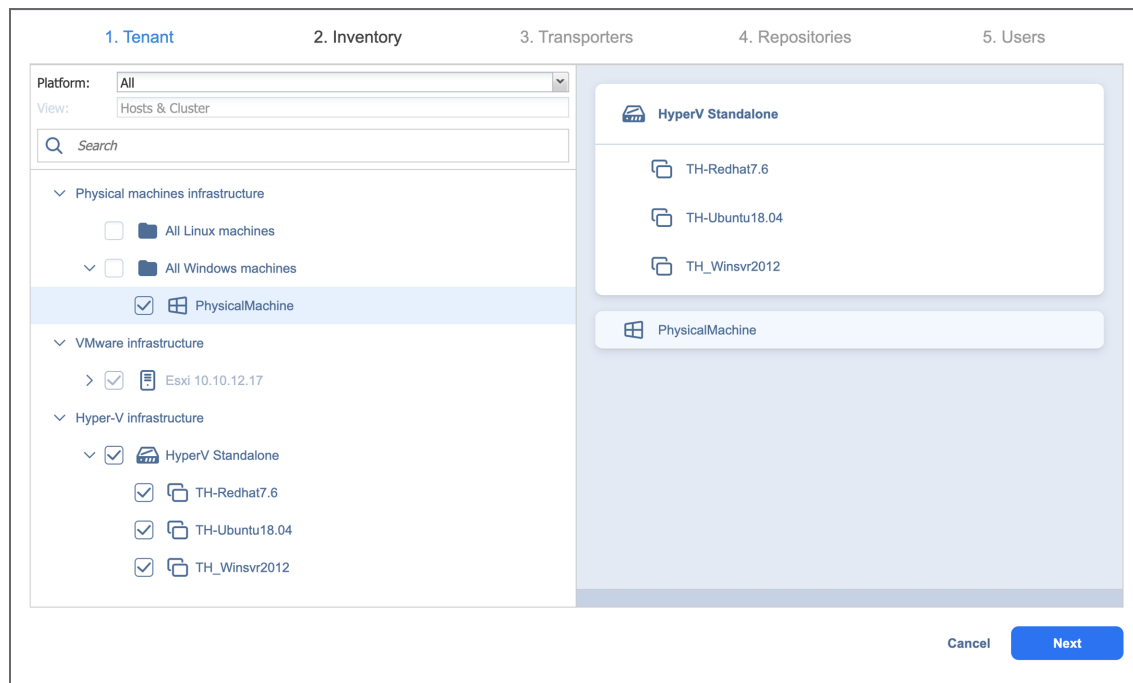 1. Tenant 2. Inventory 3. Transporters 4. Repositories 5. Users
Platform: All
View: Hosts & Cluster
Search
Physical machines infrastructure
All Linux machines
All Windows machines
PhysicalMachine
VMware infrastructure
Esxi 10.10.12.17
Hyper-V infrastructure
HyperV Standalone
TH-Redhat7.6
TH-Ubuntu18.04
TH_Winsvr2012
HyperV Standalone
TH-Redhat7.6
TH-Ubuntu18.04
TH_Winsvr2012
PhysicalMachine
Cancel Next